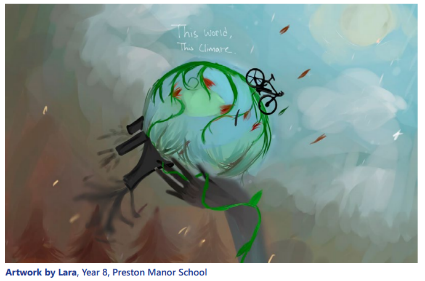 This World,
This Climate
Artwork by Lara, Year 8, Preston Manor School